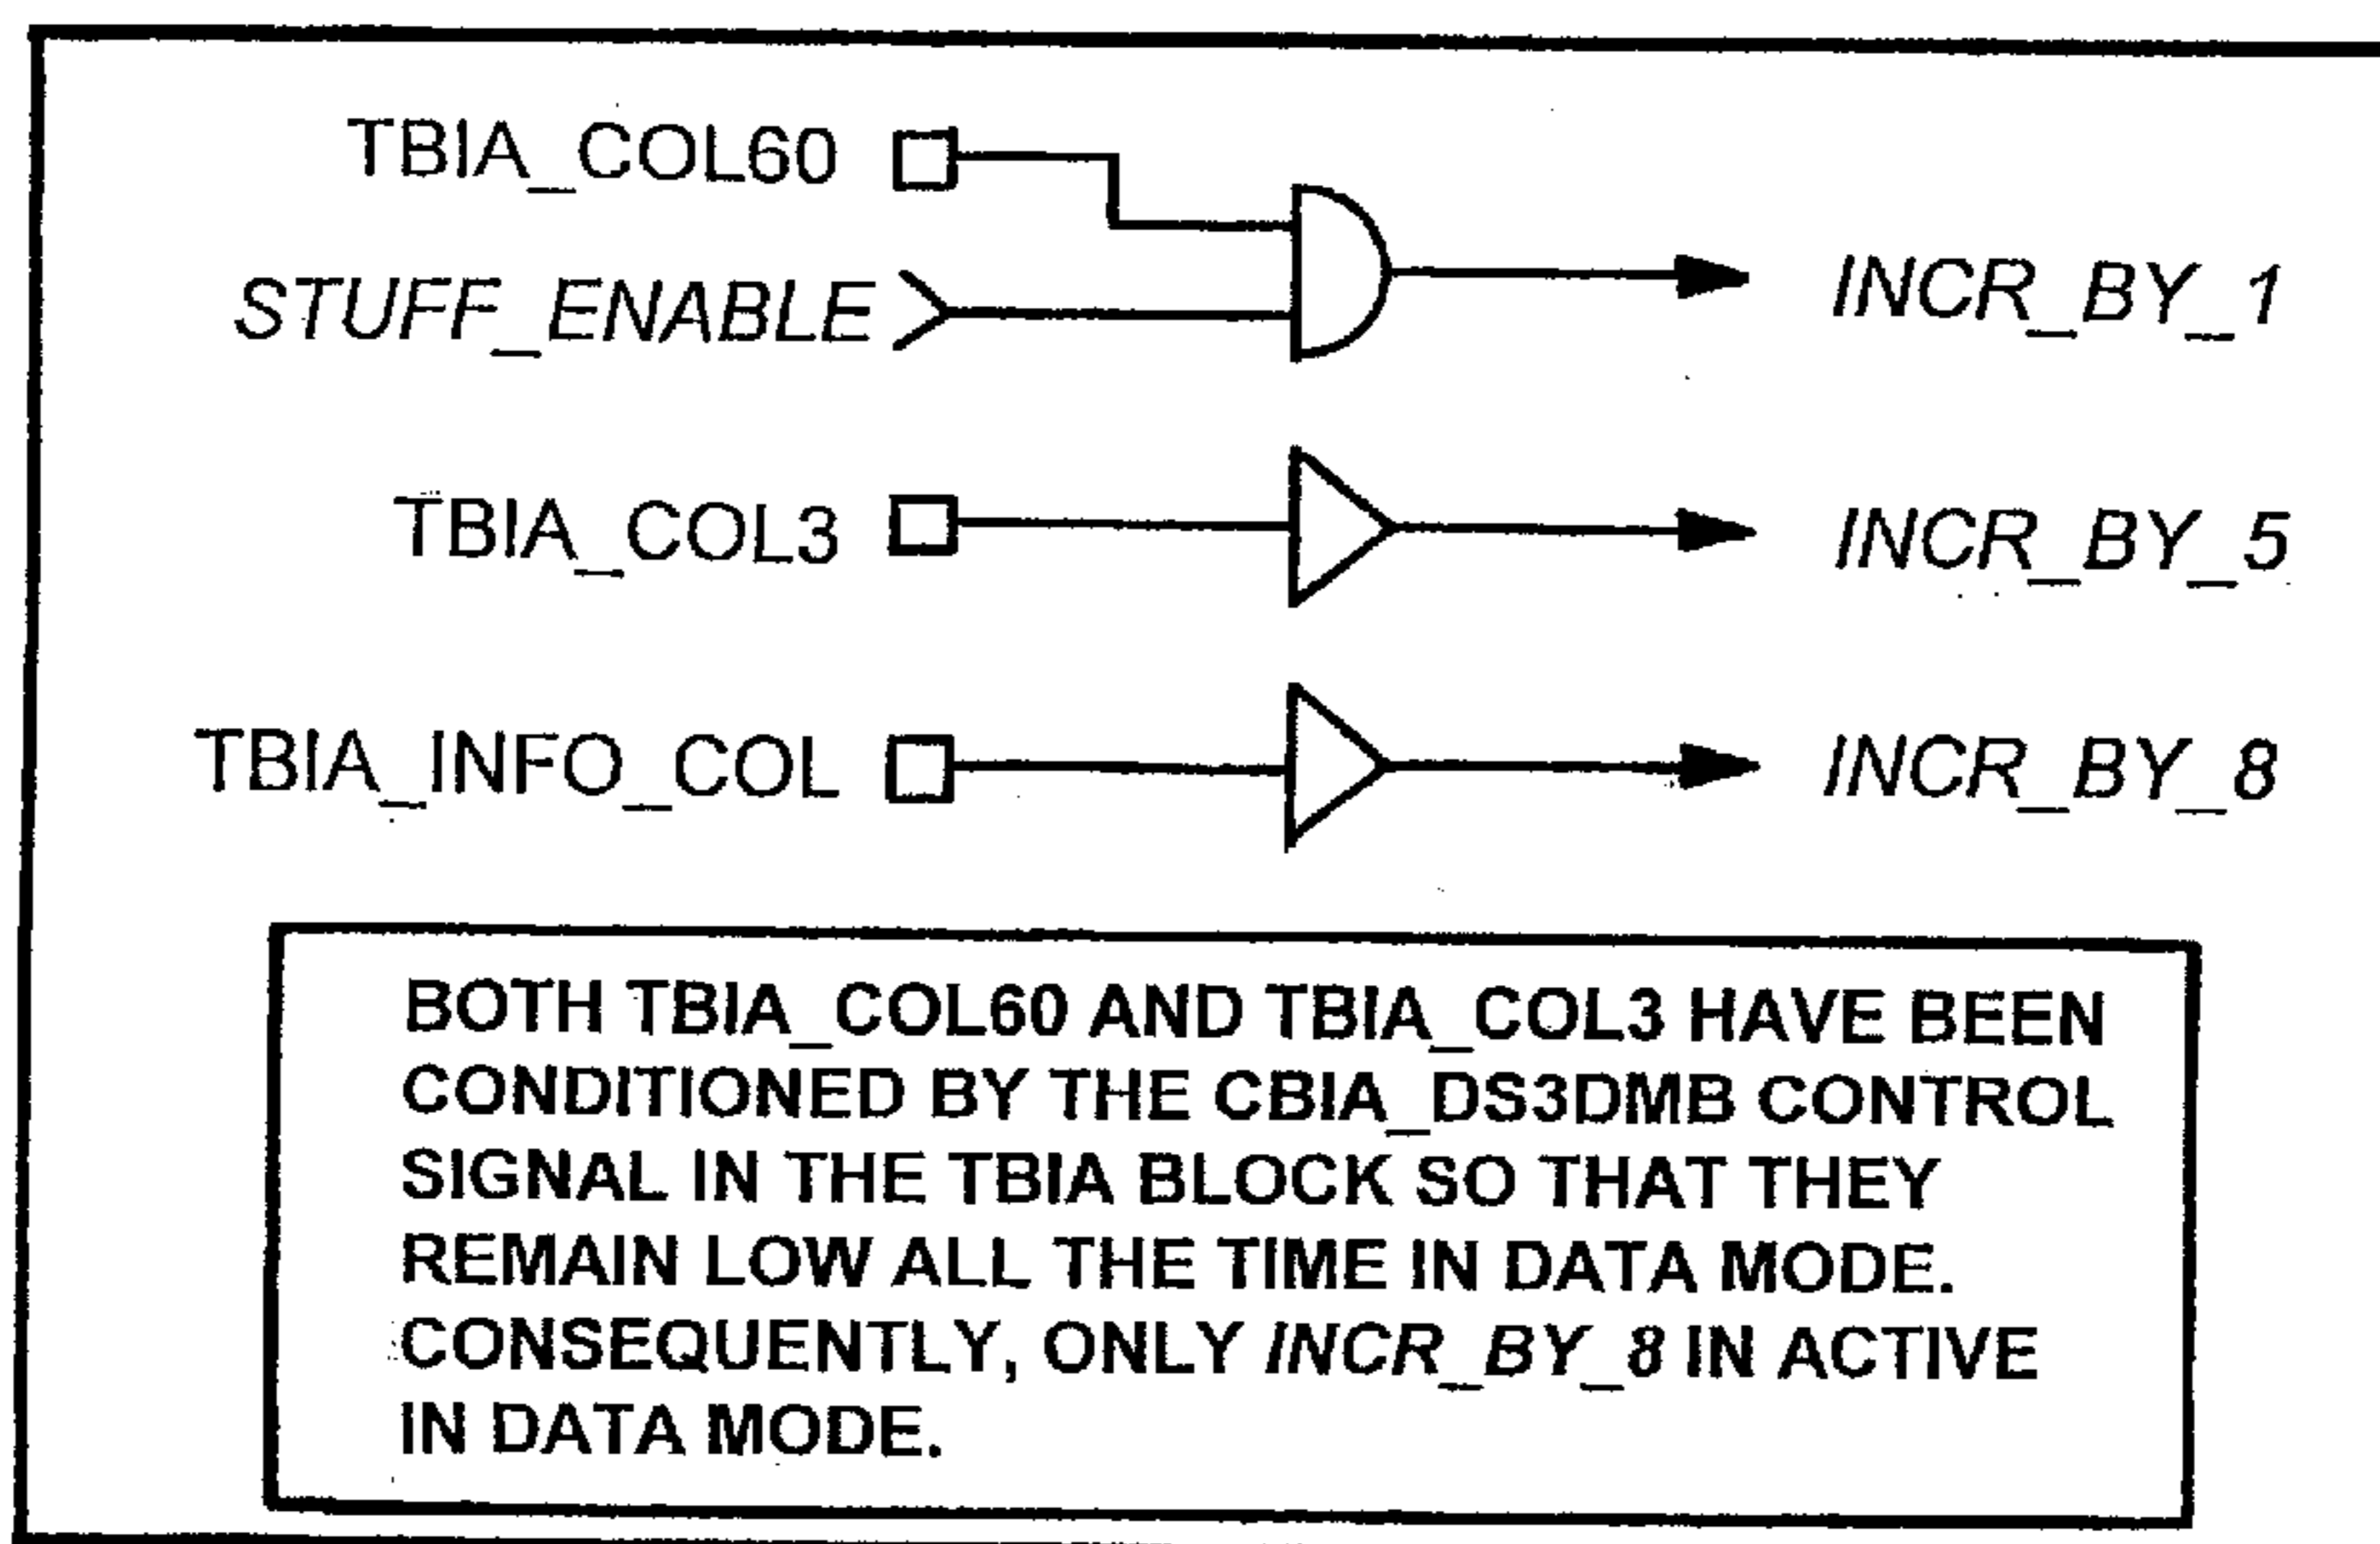 TBIA_COL60
STUFF_ENABLE
INCR_BY_1
TBIA_COL3
INCR_BY_5
TBIA_INFO_COL
INCR_BY_8
BOTH TBIA_COL60 AND TBIA_COL3 HAVE BEEN
CONDITIONED BY THE CBIA_DS3DMB CONTROL
SIGNAL IN THE TBIA BLOCK SO THAT THEY
REMAIN LOW ALL THE TIME IN DATA MODE.
CONSEQUENTLY, ONLY INCR_BY_8 IN ACTIVE
IN DATA MODE.